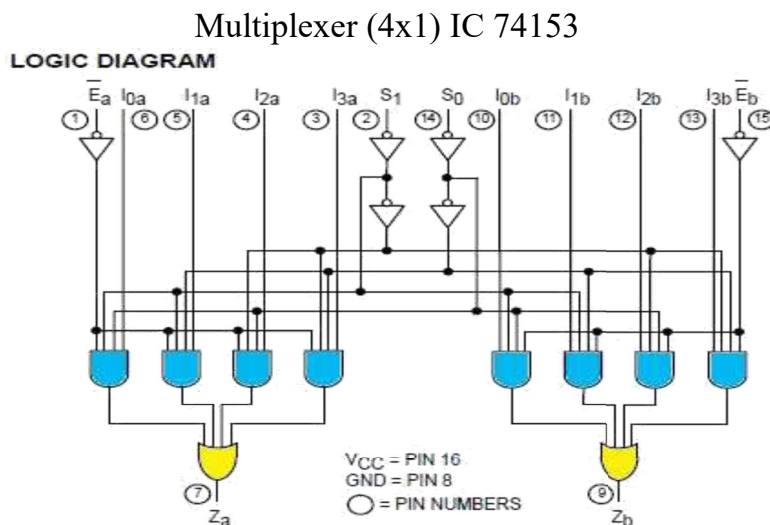 Multiplexer (4x1) IC 74153
LOGIC DIAGRAM
E̅a I0a I1a I2a I3a S1 S0 I0b I1b I2b I3b E̅b
1 6 5 4 3 2 14 10 11 12 13 15
VCC = PIN 16
GND = PIN 8
= PIN NUMBERS
7 9
Za Zb